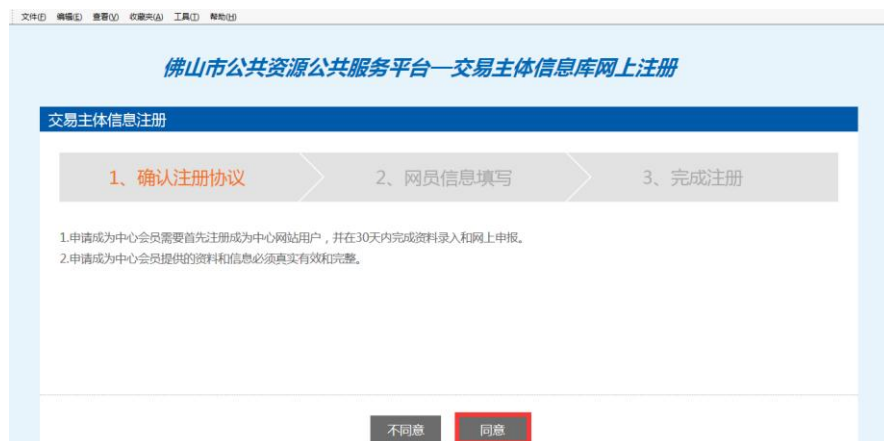 文件(F) 编辑(E) 查看(V) 收藏夹(A) 工具(T) 帮助(H)
佛山市公共资源公共服务平台—交易主体信息库网上注册
交易主体信息注册
1、确认注册协议 2、网员信息填写 3、完成注册
1.申请成为中心会员需要首先注册成为中心网站用户，并在30天内完成资料录入和网上申报。
2.申请成为中心会员提供的资料和信息必须真实有效和完整。
不同意 同意